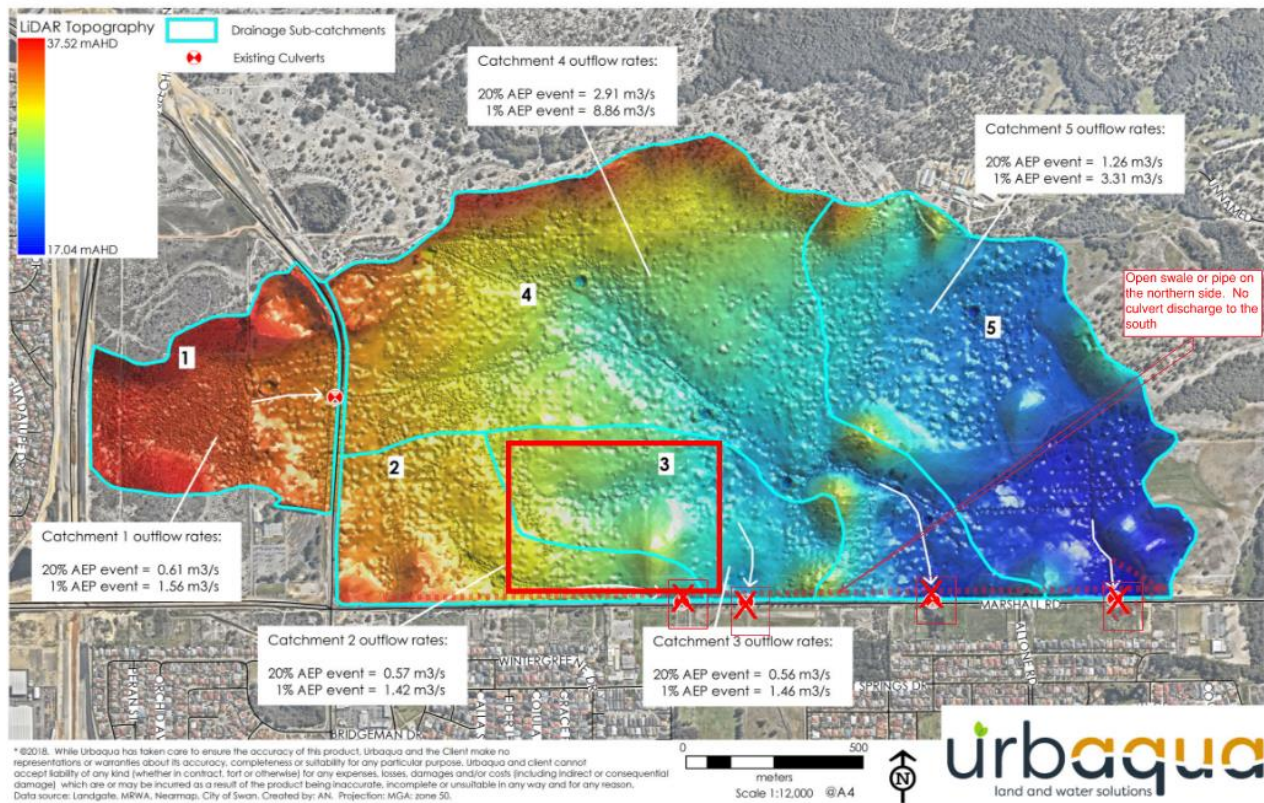 LiDAR Topography
37.52 mAHD
17.04 mAHD
Drainage Sub-catchments
Existing Culverts
Catchment 4 outflow rates:
20% AEP event = 2.91 m3/s
1% AEP event = 8.86 m3/s
Catchment 5 outflow rates:
20% AEP event = 1.26 m3/s
1% AEP event = 3.31 m3/s
UNNAMED
Open swale or pipe on
the northern side. No
culvert discharge to the
south
4
5
1
3
2
Catchment 1 outflow rates:
20% AEP event = 0.61 m3/s
1% AEP event = 1.56 m3/s
MARSHALL RD
Catchment 2 outflow rates:
20% AEP event = 0.57 m3/s
1% AEP event = 1.42 m3/s
Catchment 3 outflow rates:
20% AEP event = 0.56 m3/s
1% AEP event = 1.46 m3/s
WINTERGREEN
SPRINGS DR
BRIDGEMAN DR
* ©2018. While Urbaqua has taken care to ensure the accuracy of this product, Urbaqua and the Client make no
representations or warranties about its accuracy, completeness or suitability for any particular purpose. Urbaqua and client cannot
accept liability of any kind (whether in contract, tort or otherwise) for any expenses, losses, damages and/or costs (including indirect or consequential
damage) which are or may be incurred as a result of the product being inaccurate, incomplete or unsuitable in any way and for any reason.
Data source: Landgate, MRWA, Nearmap, City of Swan. Created by: AN. Projection: MGA: zone 50.
0 500
meters
Scale 1:12,000 @A4
N
urbaqua
land and water solutions